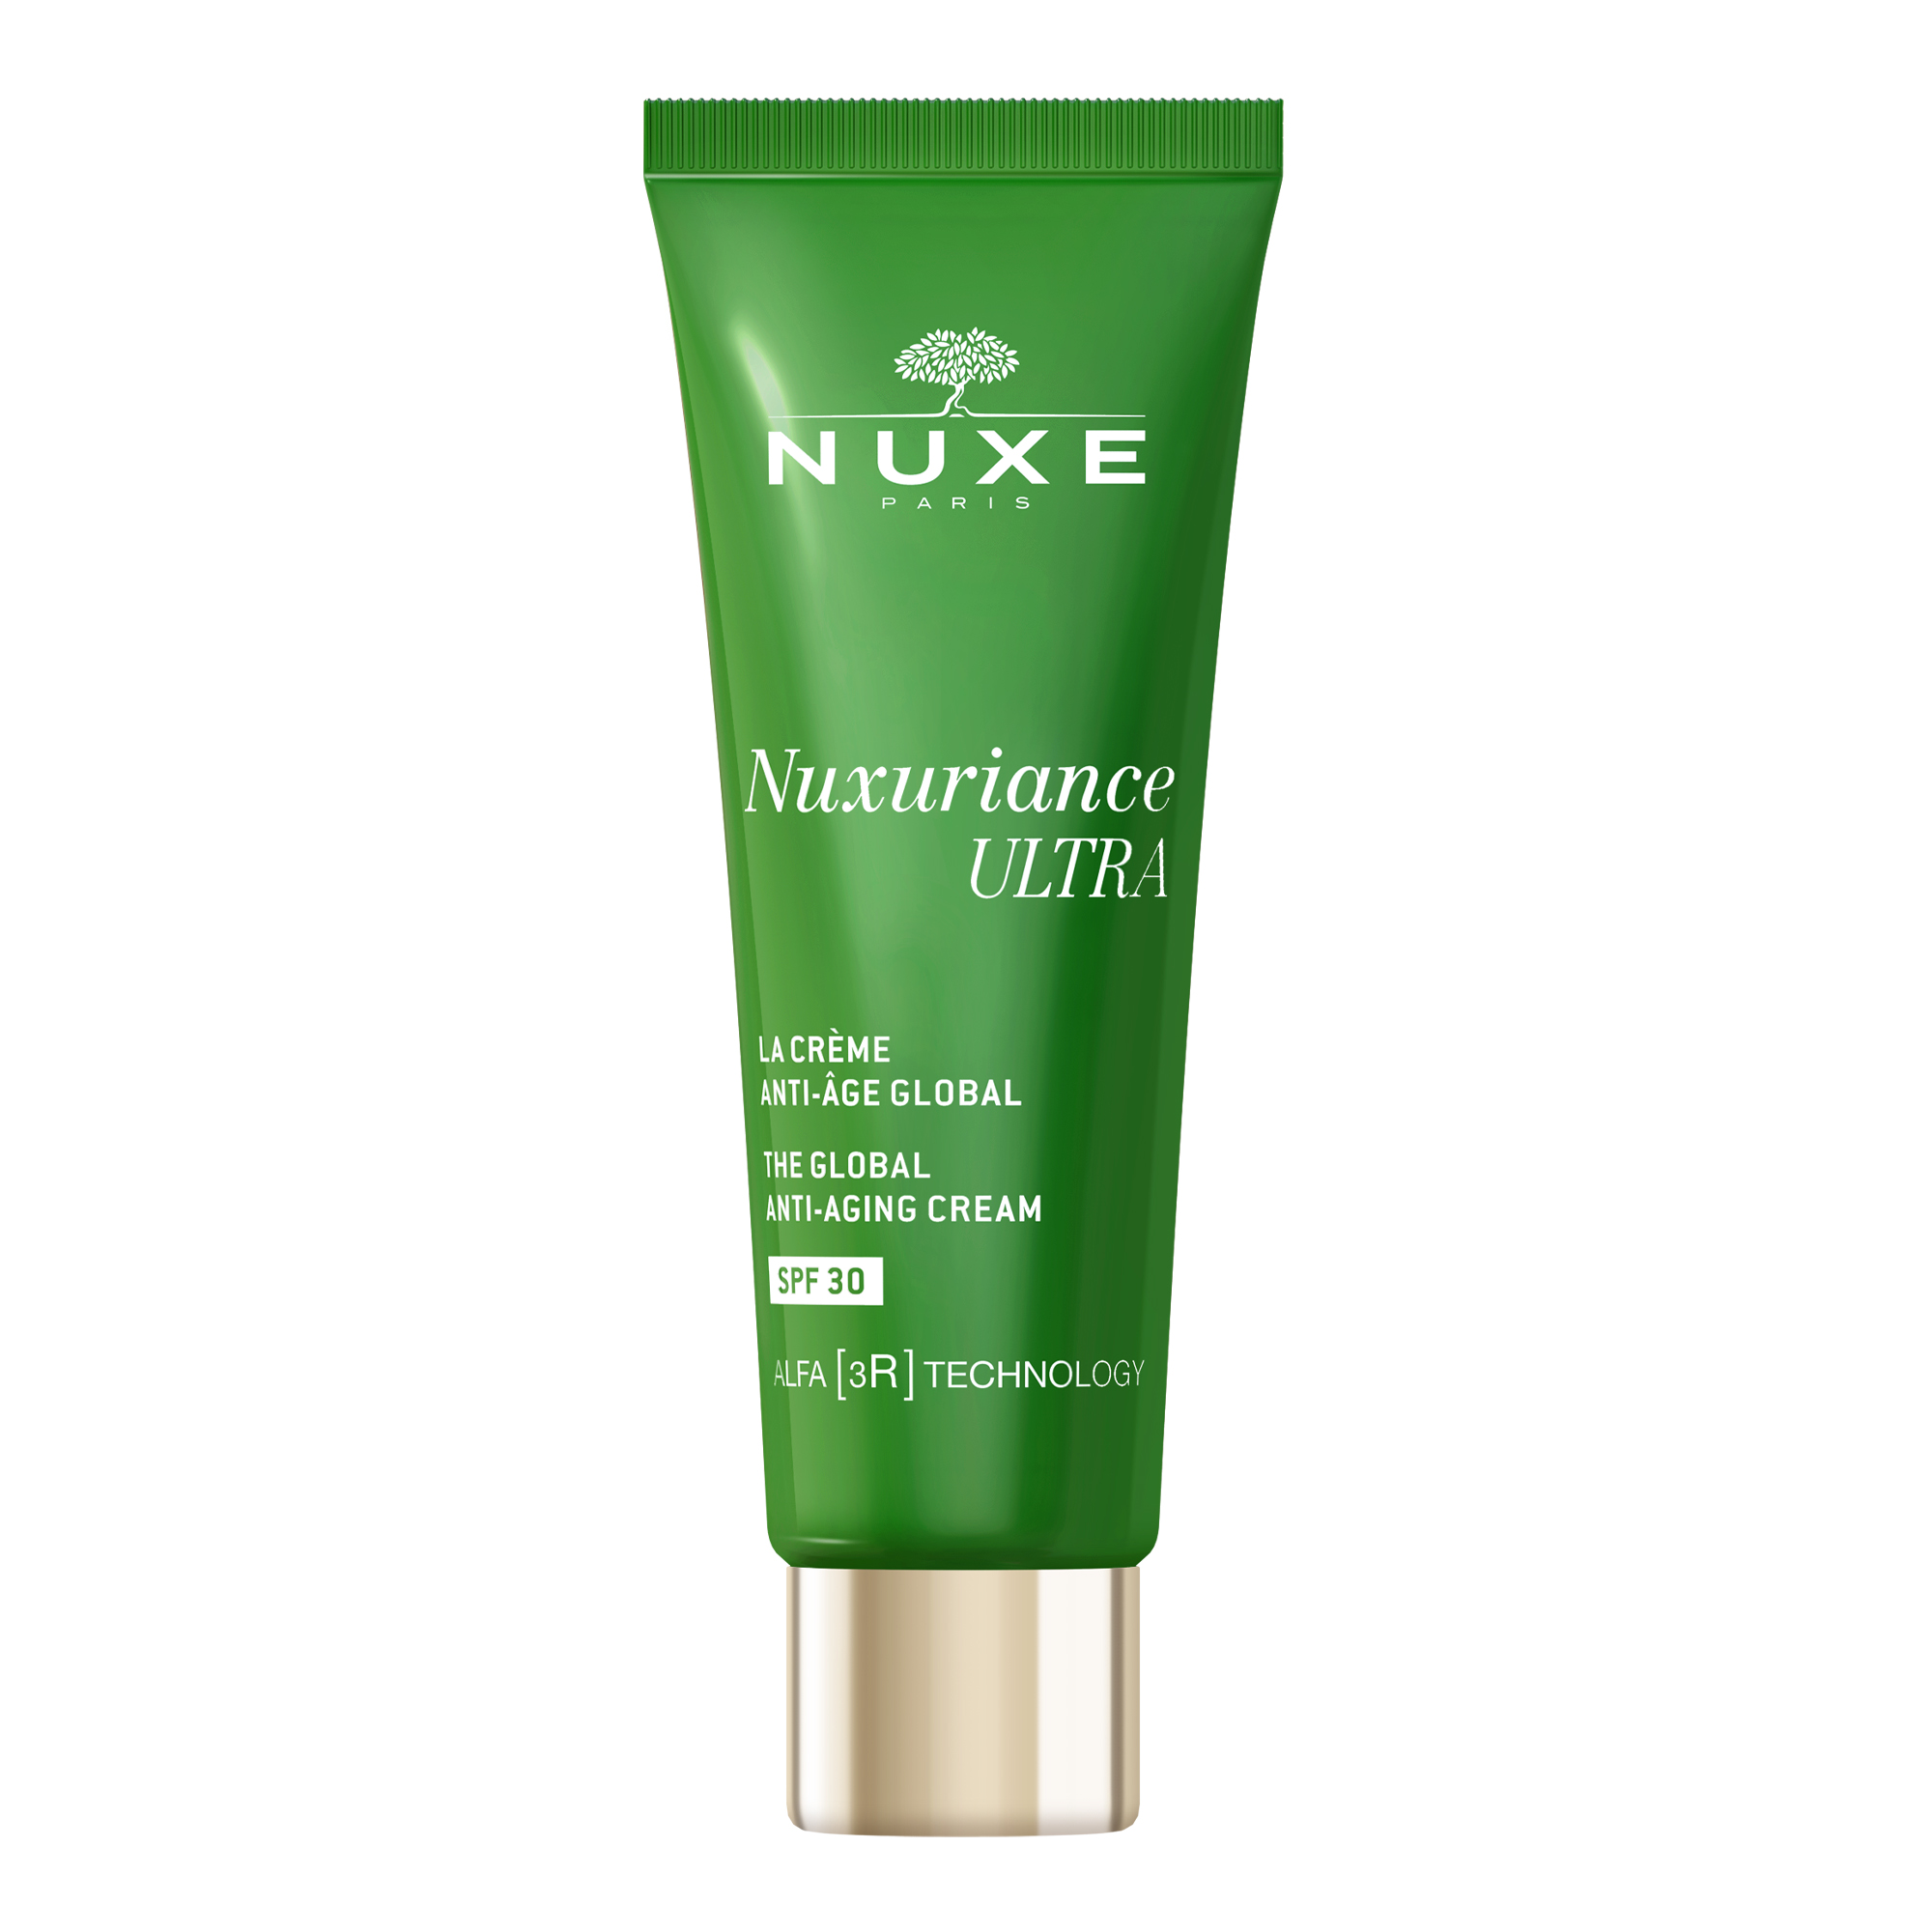 NUXE
PARIS
Nuxuriance
ULTRA
LA CRÈME
ANTI-ÂGE GLOBAL
THE GLOBAL
ANTI-AGING CREAM
SPF 30
ALFA [3R] TECHNOLOGY